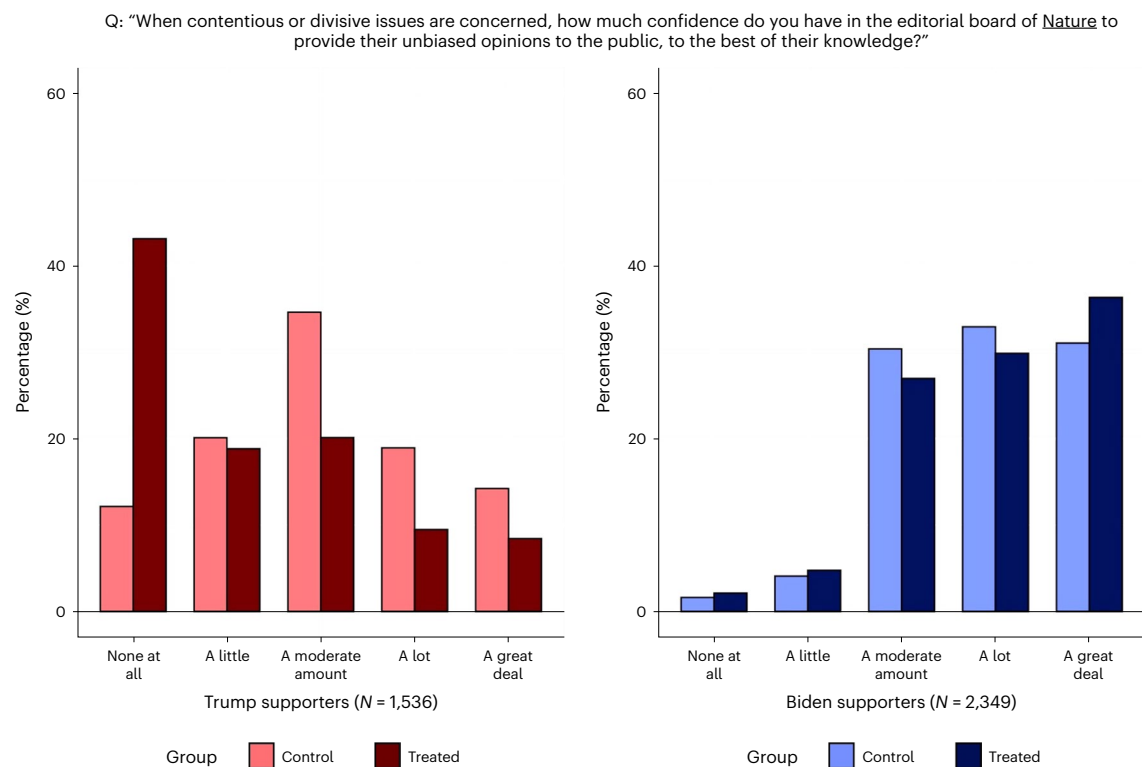 Q: “When contentious or divisive issues are concerned, how much confidence do you have in the editorial board of Nature to
provide their unbiased opinions to the public, to the best of their knowledge?”
Percentage (%)
60
40
20
0
None at
all
A little
A moderate
amount
A lot
A great
deal
Trump supporters (N = 1,536)
Group
Control
Treated
Percentage (%)
60
40
20
0
None at
all
A little
A moderate
amount
A lot
A great
deal
Biden supporters (N = 2,349)
Group
Control
Treated